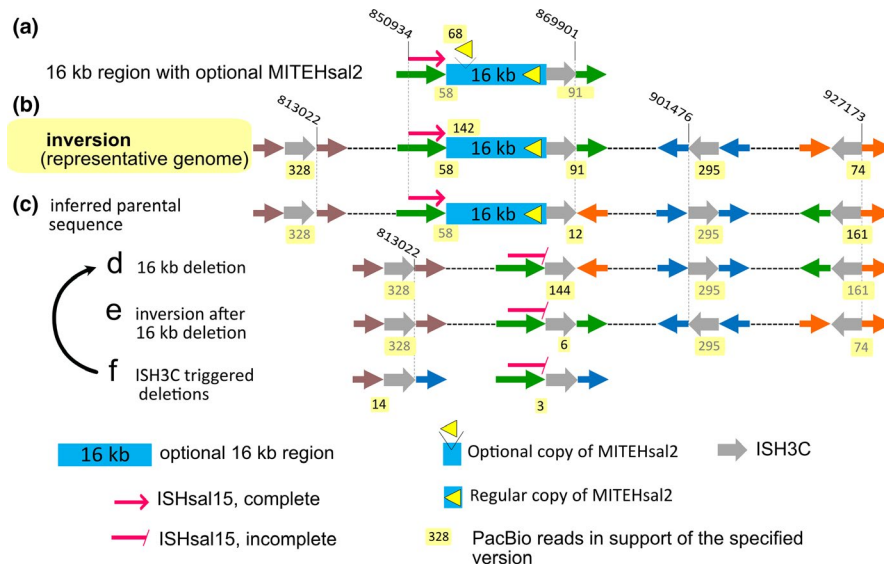 (a)
850934
68
869901
16 kb region with optional MITEHsal2
16 kb
58
91
(b)
813022
901476
927173
inversion
(representative genome)
142
16 kb
328
58
91
295
74
(c)
inferred parental
sequence
16 kb
328
58
12
295
161
813022
d 16 kb deletion
328
144
295
161
e inversion after
16 kb deletion
328
6
295
74
f ISH3C triggered
deletions
14
3
16 kb optional 16 kb region
Optional copy of MITEHsal2
ISH3C
ISHsal15, complete
Regular copy of MITEHsal2
ISHsal15, incomplete
328 PacBio reads in support of the specified
version